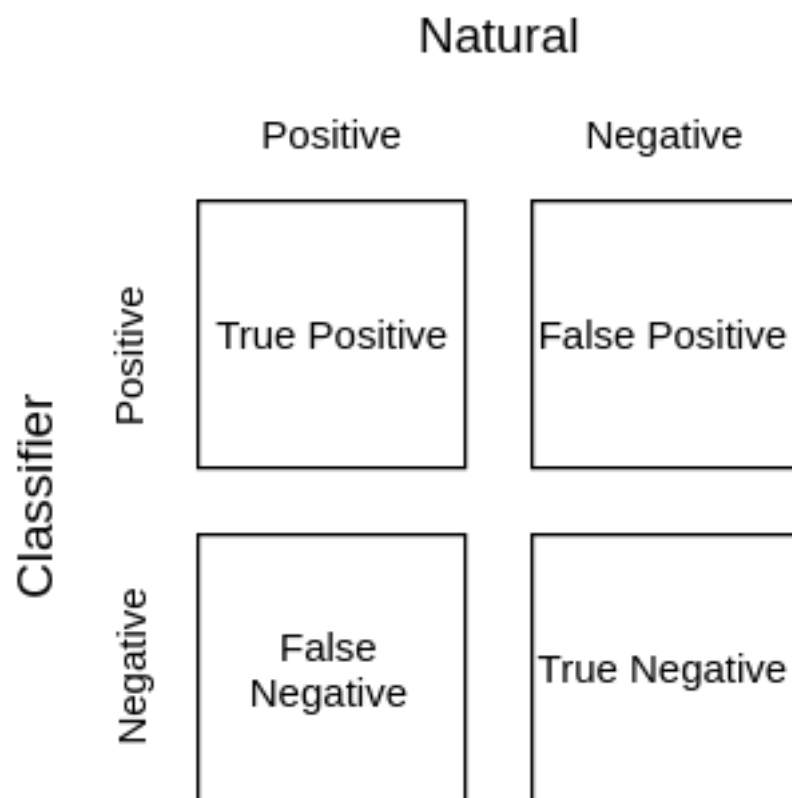 Natural
Positive
Negative
Classifier
Positive
True Positive
False Positive
Negative
False
Negative
True Negative